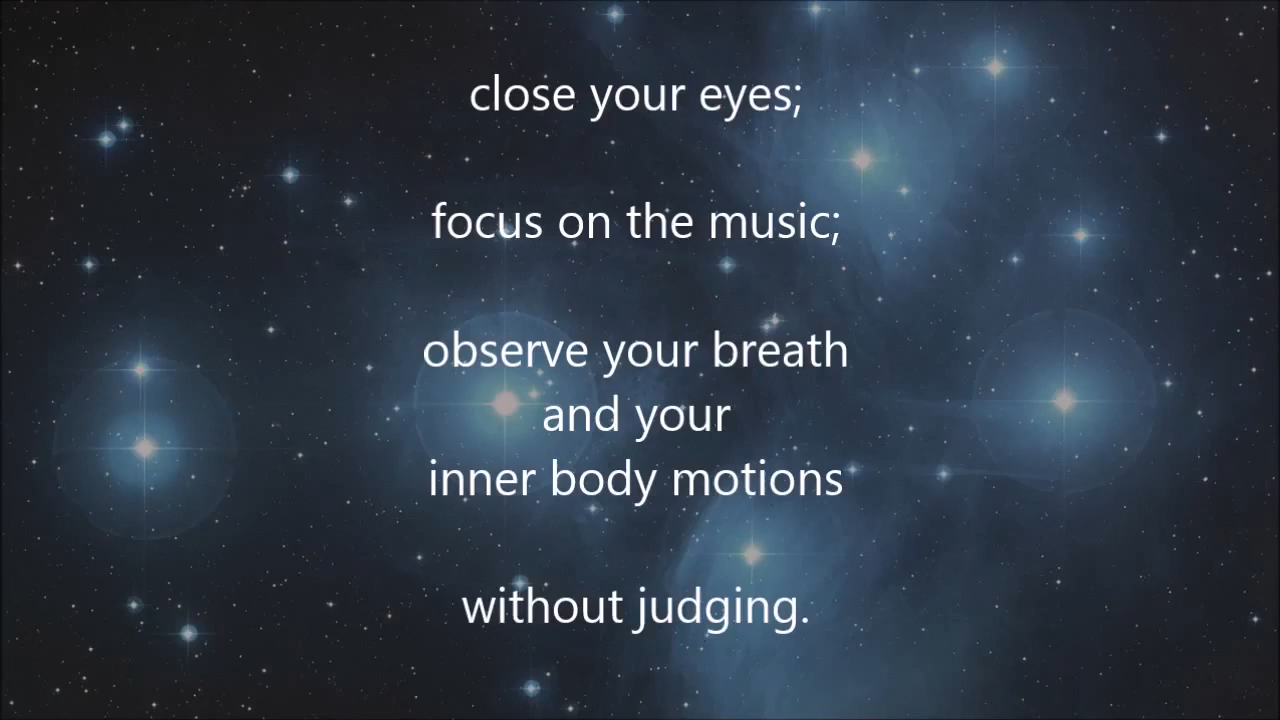 close your eyes;
focus on the music;
observe your breath
and your
inner body motions
without judging.